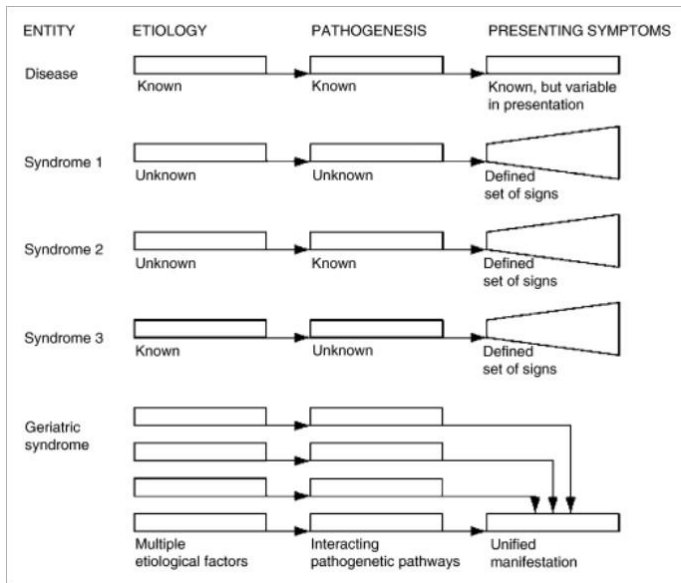 ENTITY ETIOLOGY PATHOGENESIS PRESENTING SYMPTOMS
Disease
Known Known Known, but variable
in presentation
Syndrome 1
Unknown Unknown Defined
set of signs
Syndrome 2
Unknown Known Defined
set of signs
Syndrome 3
Known Unknown Defined
set of signs
Geriatric
syndrome
Multiple Interacting Unified
etiological factors pathogenetic pathways manifestation